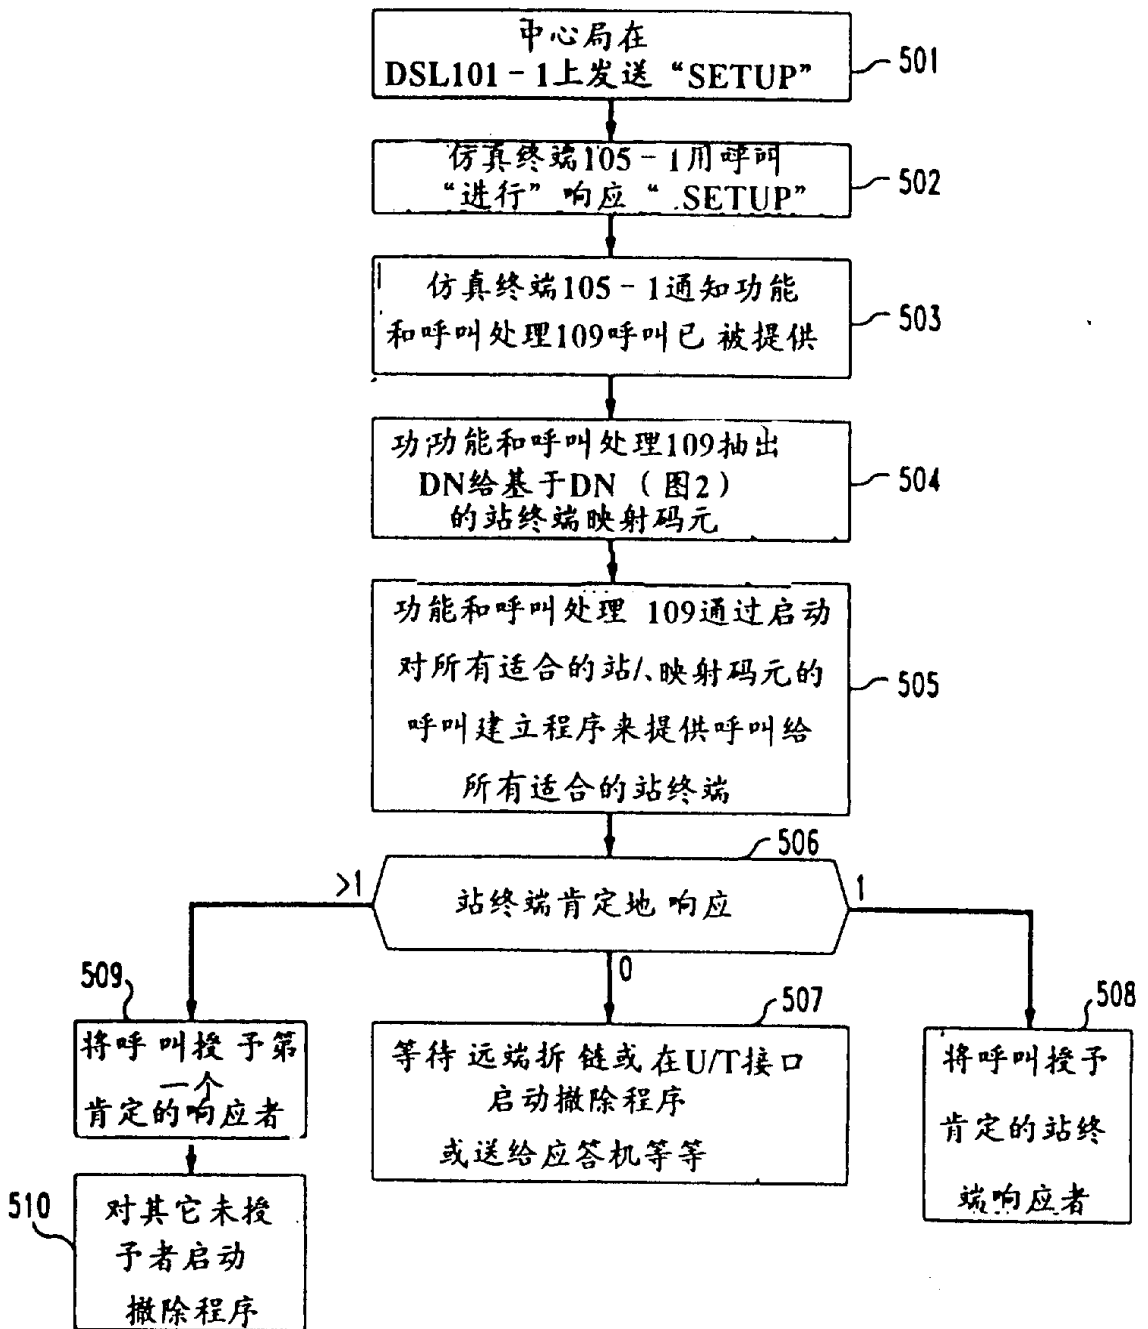 中心局在
DSL101-1上发送“SETUP”
501
仿真终端105-1用呼叫
“进行”响应“.SETUP”
502
仿真终端105-1通知功能
和呼叫处理109呼叫已 被提供
503
功功能和呼叫处理109抽出
DN给基于DN（图2）
的站终端映射码元
504
功能和呼叫处理 109通过启动
对所有适合的站/、映射码元的
呼叫建立程序来提供呼叫给
所有适合的站终端
505
506
站终端肯定地 响应
>1
1
0
509
将呼 叫授 予第
一个
肯定的响应者
507
等待 远端拆 链或在U/T接口
启动撤除程序
或送给应答机等等
508
将呼叫授予
肯定的站终
端响应者
510
对其它未授
予者启动
撤除程序